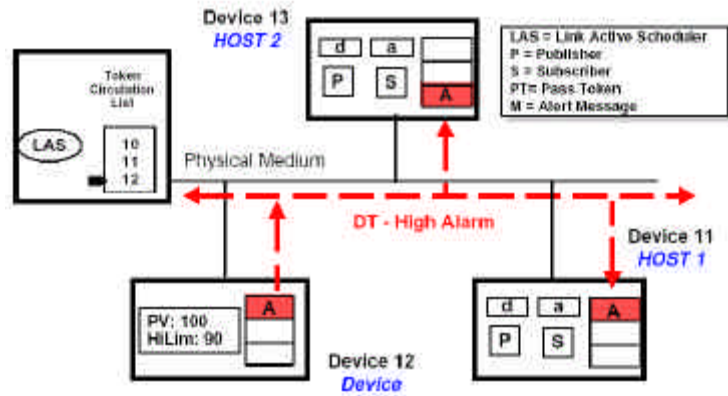 Device 13
HOST 2
d a
P S
A
LAS = Link Active Scheduler
P = Publisher
S = Subscriber
PT= Pass Token
M = Alert Message
Token
Circulation
List
LAS
10
11
12
Physical Medium
DT - High Alarm
Device 11
HOST 1
PV: 100
HiLim: 90
A
d a
P S
A
Device 12
Device